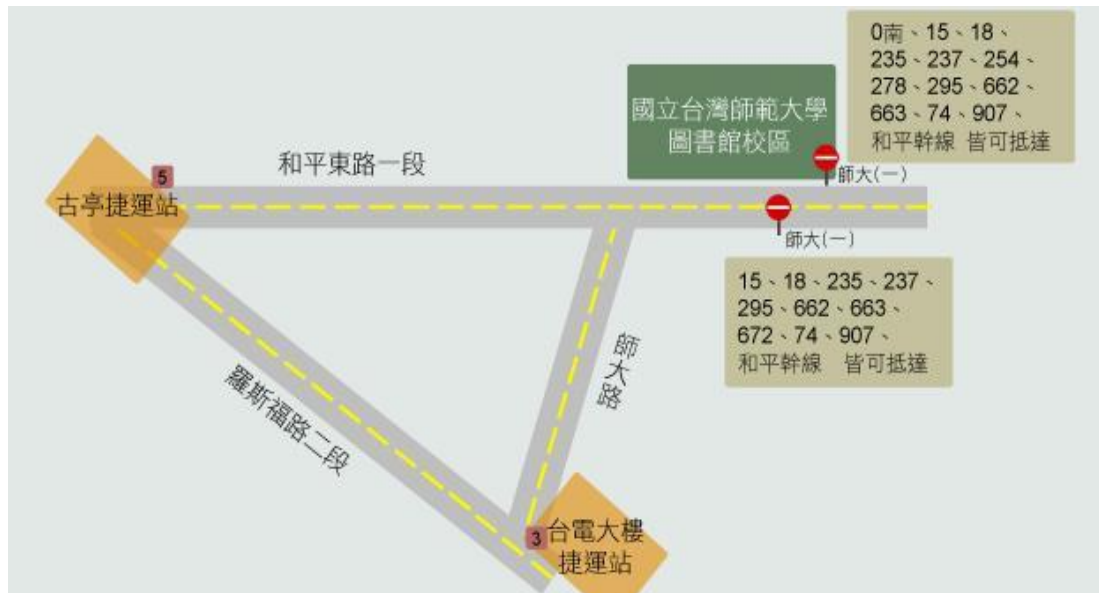 0南、15、18、
235、237、254、
278、295、662、
663、74、907、
和平幹線 皆可抵達
國立台灣師範大學
圖書館校區
和平東路一段
5
師大(一)
古亭捷運站
師大(一)
15、18、235、237、
295、662、663、
672、74、907、
和平幹線 皆可抵達
師大路
羅斯福路二段
3
台電大樓
捷運站